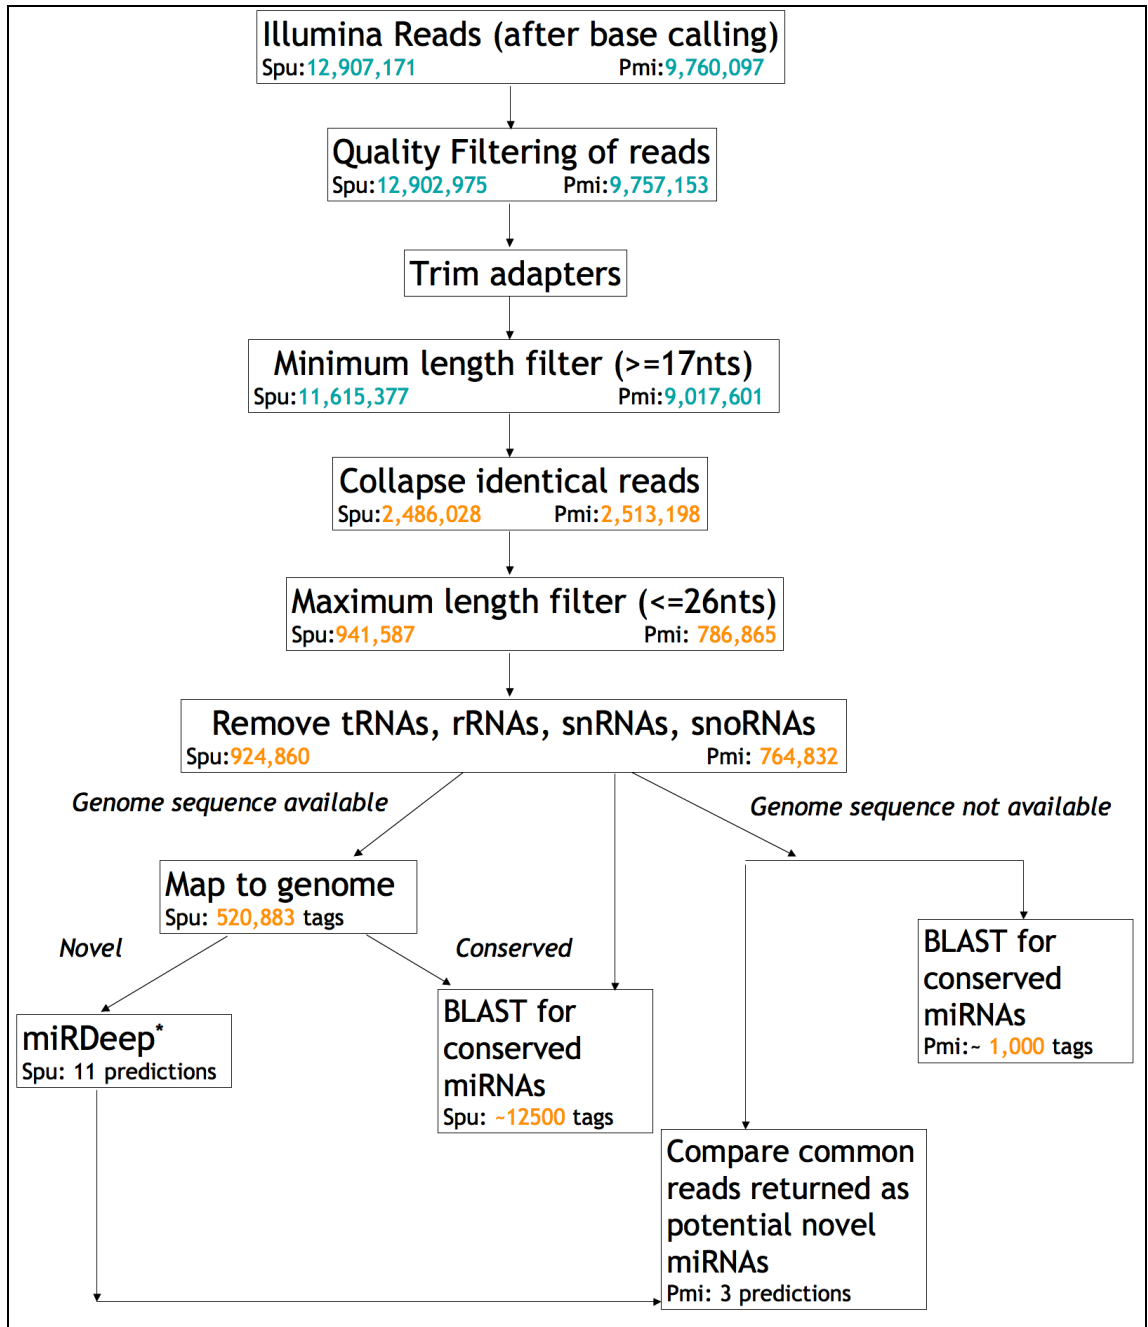 Illumina Reads (after base calling)
Spu:12,907,171 Pmi:9,760,097
Quality Filtering of reads
Spu:12,902,975 Pmi:9,757,153
Trim adapters
Minimum length filter (>=17nts)
Spu:11,615,377 Pmi:9,017,601
Collapse identical reads
Spu:2,486,028 Pmi:2,513,198
Maximum length filter (<=26nts)
Spu:941,587 Pmi: 786,865
Remove tRNAs, rRNAs, snRNAs, snoRNAs
Spu:924,860 Pmi: 764,832
Genome sequence available
Genome sequence not available
Map to genome
Spu: 520,883 tags
Novel
Conserved
miRDeep*
Spu: 11 predictions
BLAST for
conserved
miRNAs
Spu: ~12500 tags
BLAST for
conserved
miRNAs
Pmi:~ 1,000 tags
Compare common
reads returned as
potential novel
miRNAs
Pmi: 3 predictions